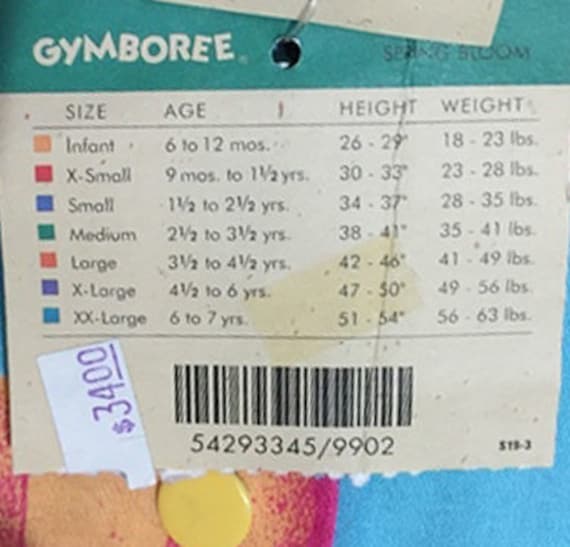 GYMBOREE
SPRING BLOOM
SIZE AGE HEIGHT WEIGHT
Infant 6 to 12 mos. 26 - 29" 18 - 23 lbs.
X-Small 9 mos. to 1½ yrs. 30 - 33" 23 - 28 lbs.
Small 1½ to 2½ yrs. 34 - 37" 28 - 35 lbs.
Medium 2½ to 3½ yrs. 38 - 41" 35 - 41 lbs.
Large 3½ to 4½ yrs. 42 - 46" 41 - 49 lbs.
X-Large 4½ to 6 yrs. 47 - 50" 49 - 56 lbs.
XX-Large 6 to 7 yrs. 51 - 54" 56 - 63 lbs.
$3400
54293345/9902
S19-3